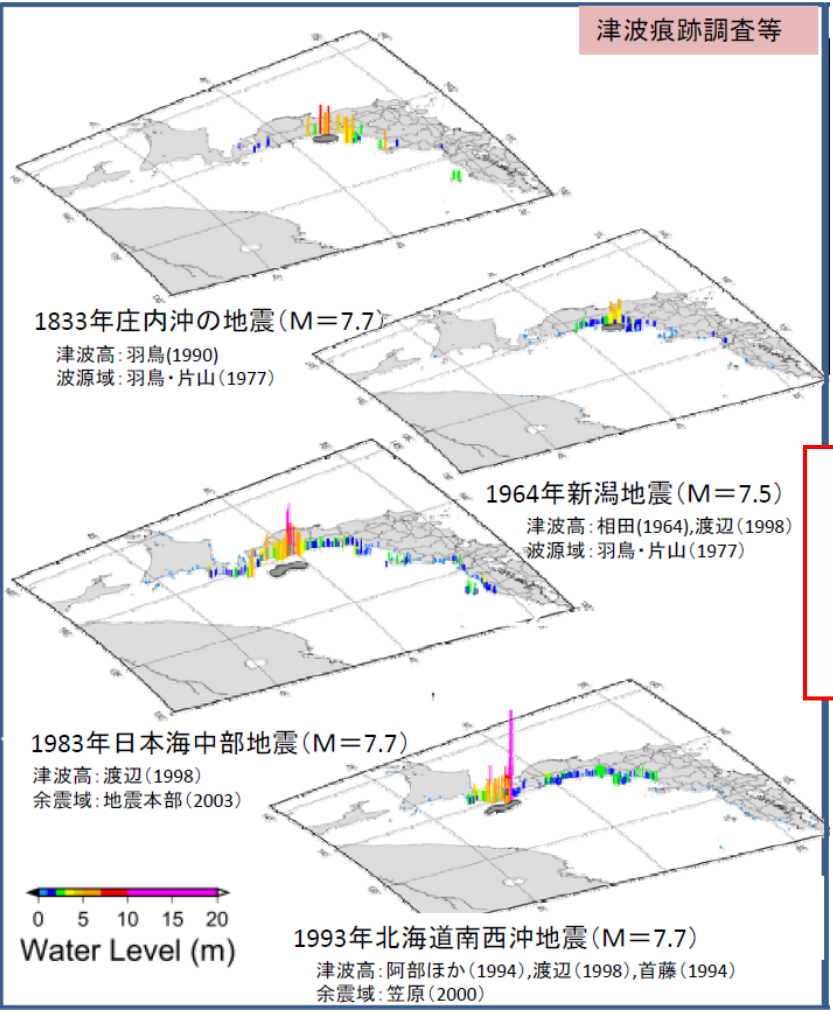 津波痕跡調査等
1833年庄内沖の地震(M=7.7)
津波高:羽鳥(1990)
波源域:羽鳥・片山(1977)
1964年新潟地震(M=7.5)
津波高:相田(1964),渡辺(1998)
波源域:羽鳥・片山(1977)
1983年日本海中部地震(M=7.7)
津波高:渡辺(1998)
余震域:地震本部(2003)
0 5 10 15 20
Water Level (m)
1993年北海道南西沖地震(M=7.7)
津波高:阿部ほか(1994),渡辺(1998),首藤(1994)
余震域:笠原(2000)